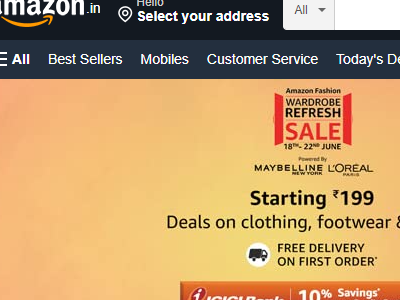 amazon.in
Hello
Select your address
All
All Best Sellers Mobiles Customer Service Today's De
Amazon Fashion
WARDROBE
REFRESH
SALE
18TH- 22ND JUNE
Powered By
MAYBELLINE L'ORÉAL
NEW YORK PARIS
Starting ₹199
Deals on clothing, footwear &
FREE DELIVERY
ON FIRST ORDER*
ICICI Bank 10% Savings*